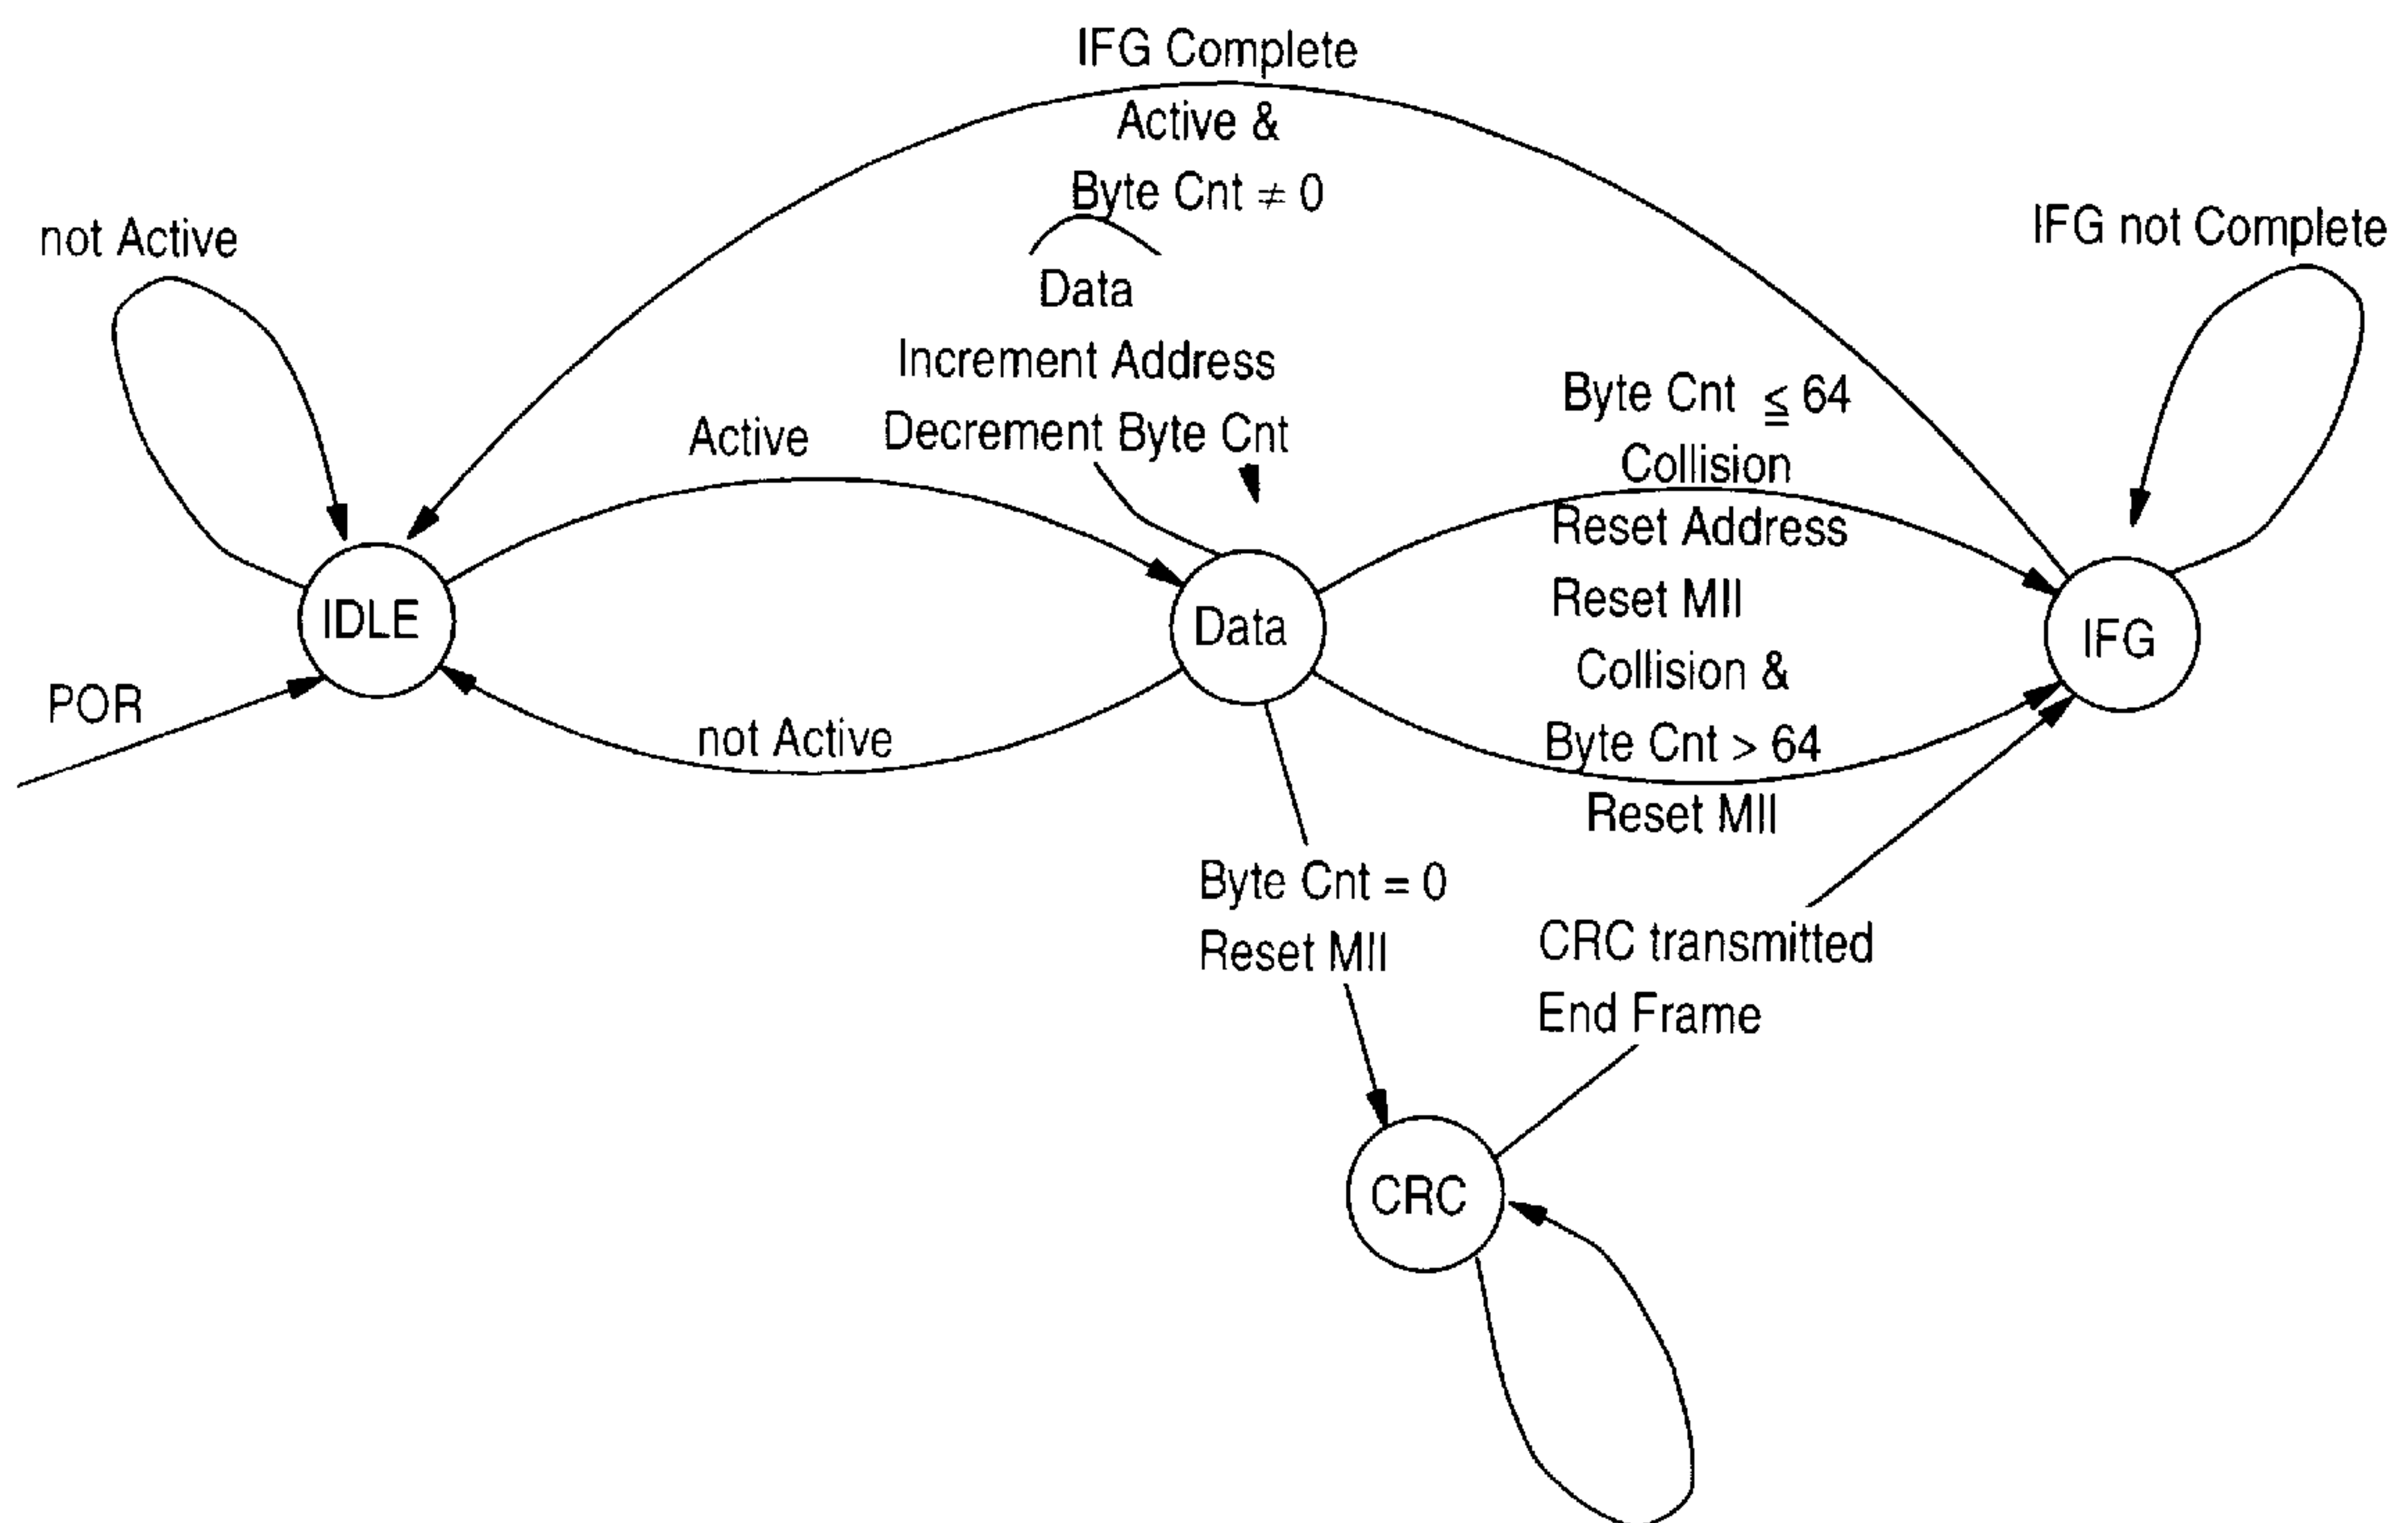 IFG Complete
Active &
Byte Cnt ≠ 0
not Active
IFG not Complete
Data
Increment Address
Decrement Byte Cnt
Active
Byte Cnt ≦ 64
Collision
Reset Address
Reset MII
IDLE
Data
IFG
Collision &
POR
not Active
Byte Cnt > 64
Reset MII
Byte Cnt = 0
Reset MII
CRC transmitted
End Frame
CRC